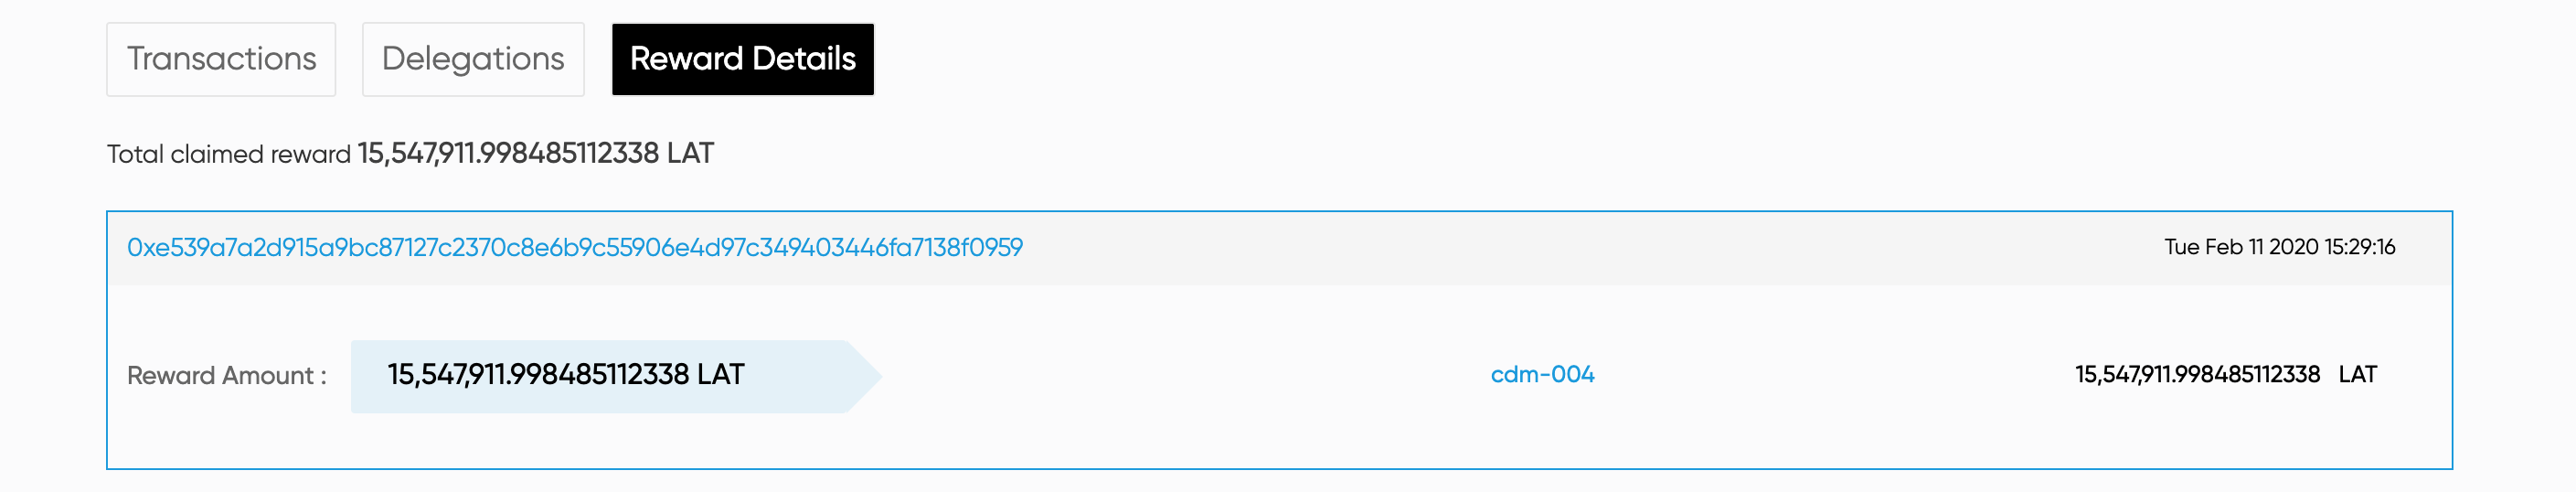 Transactions Delegations Reward Details
Total claimed reward 15,547,911.998485112338 LAT
0xe539a7a2d915a9bc87127c2370c8e6b9c55906e4d97c349403446fa7138f0959 Tue Feb 11 2020 15:29:16
Reward Amount : 15,547,911.998485112338 LAT cdm-004 15,547,911.998485112338 LAT